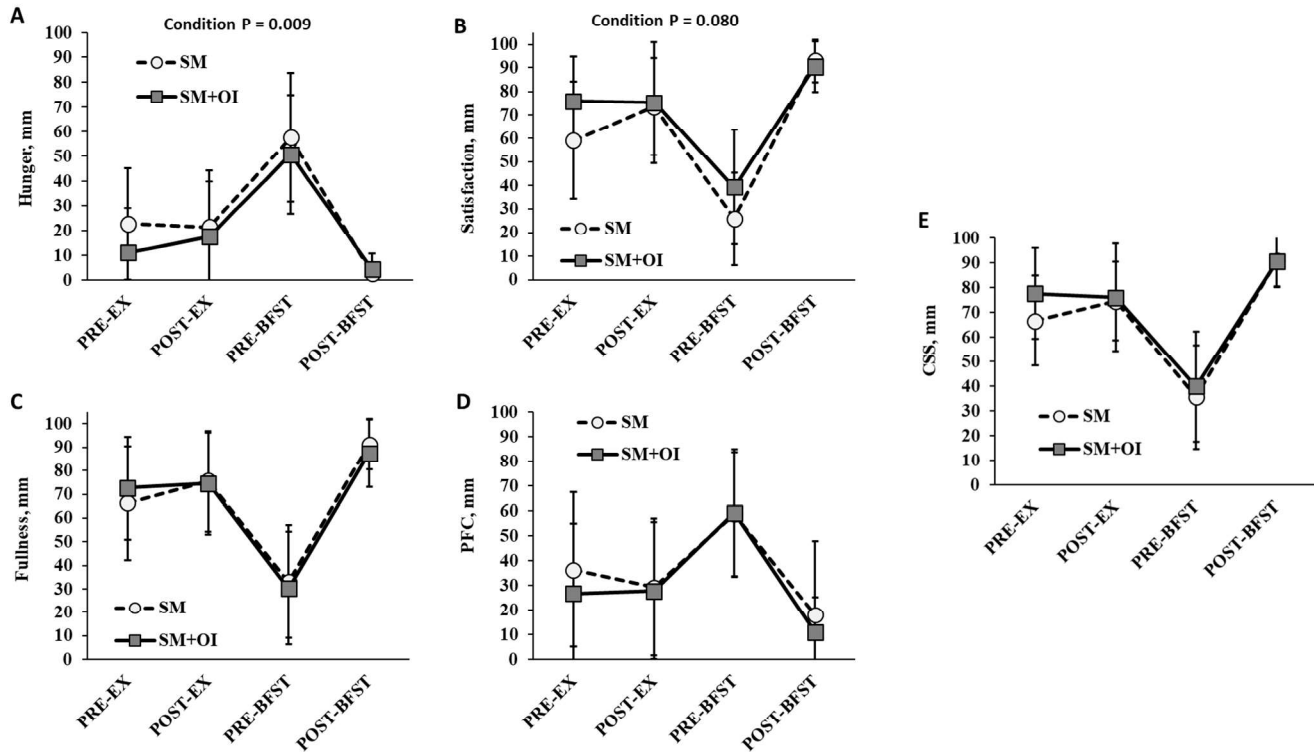 A
Condition P = 0.009
Hunger, mm
100
90
80
70
60
50
40
30
20
10
0
SM
SM+OI
PRE-EX
POST-EX
PRE-BFST
POST-BFST
B
Condition P = 0.080
Satisfaction, mm
100
90
80
70
60
50
40
30
20
10
0
SM
SM+OI
PRE-EX
POST-EX
PRE-BFST
POST-BFST
C
Fullness, mm
100
90
80
70
60
50
40
30
20
10
0
SM
SM+OI
PRE-EX
POST-EX
PRE-BFST
POST-BFST
D
PFC, mm
100
90
80
70
60
50
40
30
20
10
0
SM
SM+OI
PRE-EX
POST-EX
PRE-BFST
POST-BFST
E
CSS, mm
100
90
80
70
60
50
40
30
20
10
0
SM
SM+OI
PRE-EX
POST-EX
PRE-BFST
POST-BFST